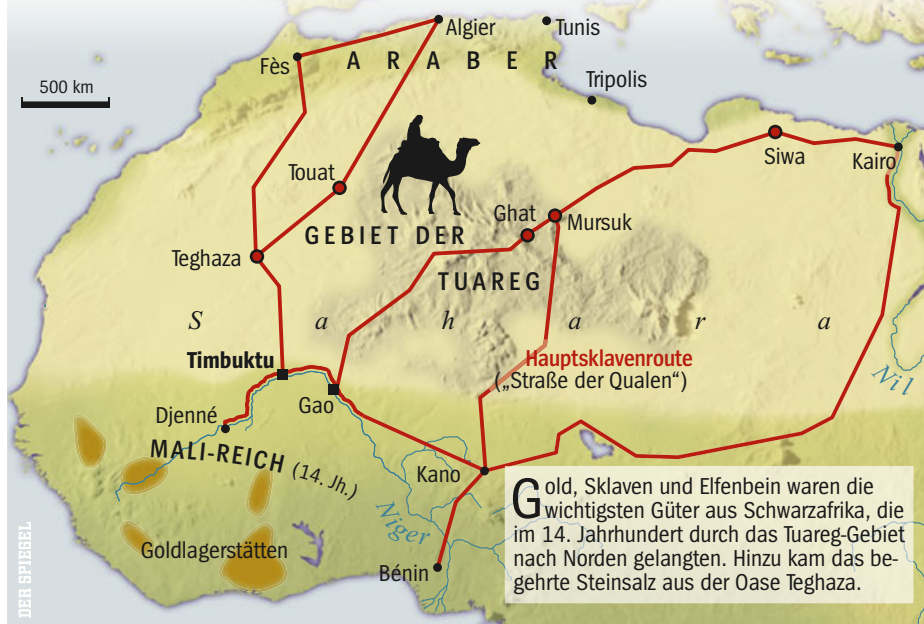 Algier
Tunis
Fès
ARABER
500 km
Tripolis
Siwa
Kairo
Touat
Ghat
Mursuk
GEBIET DER
TUAREG
Teghaza
Sahara
Timbuktu
Hauptsklavenroute
(„Straße der Qualen“)
Nil
Gao
Djenné
MALI-REICH (14. Jh.)
Kano
Niger
Goldlagerstätten
Bénin
Gold, Sklaven und Elfenbein waren die
wichtigsten Güter aus Schwarzafrika, die
im 14. Jahrhundert durch das Tuareg-Gebiet
nach Norden gelangten. Hinzu kam das be-
gehrte Steinsalz aus der Oase Teghaza.
DER SPIEGEL